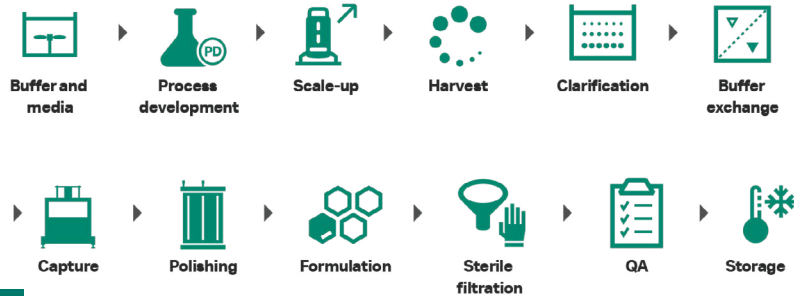 PD
Buffer and
media
Process
development
Scale-up
Harvest
Clarification
Buffer
exchange
Capture
Polishing
Formulation
Sterile
filtration
QA
Storage